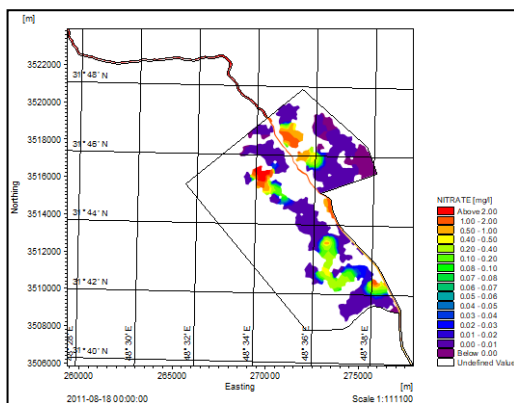 [m]
3522000
3520000
3518000
3516000
3514000
3512000
3510000
3508000
3506000
Northing
31°48' N
31°46' N
31°44' N
31°42' N
31°40' N
48°30' E
48°32' E
48°34' E
48°36' E
48°38' E
260000
265000
270000
275000
[m]
Easting
2011-08-18 00:00:00
Scale 1:111100
NITRATE [mg/l]
Above 2.00
1.00 - 2.00
0.50 - 1.00
0.40 - 0.50
0.20 - 0.40
0.10 - 0.20
0.08 - 0.10
0.07 - 0.08
0.06 - 0.07
0.05 - 0.06
0.04 - 0.05
0.03 - 0.04
0.02 - 0.03
0.01 - 0.02
0.00 - 0.01
Below 0.00
Undefined Value